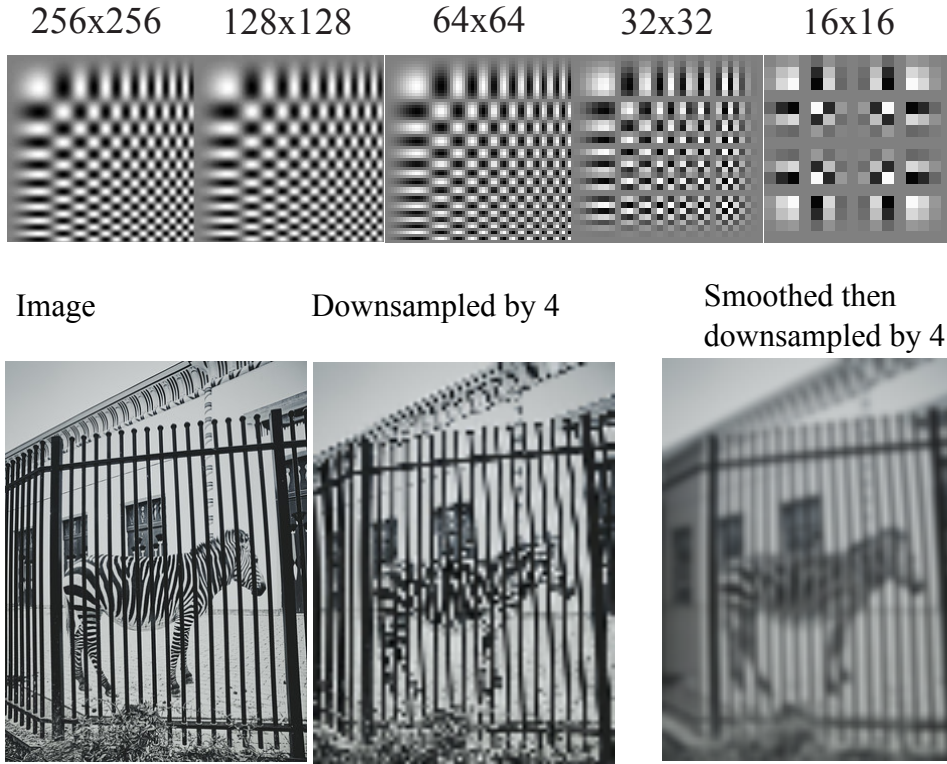 256x256 128x128 64x64 32x32 16x16
Image
Downsampled by 4
Smoothed then
downsampled by 4